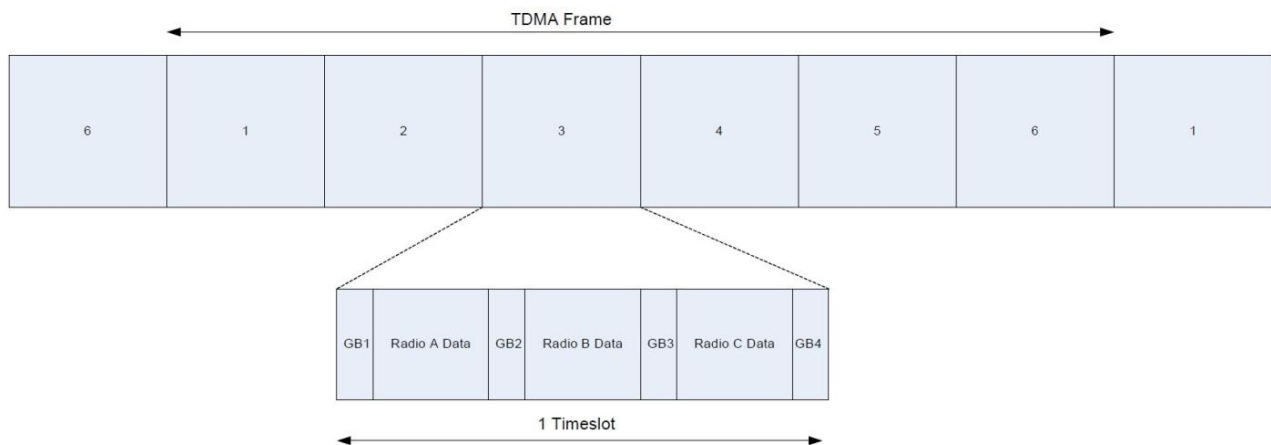 TDMA Frame
6 1 2 3 4 5 6 1
GB1 Radio A Data GB2 Radio B Data GB3 Radio C Data GB4
1 Timeslot